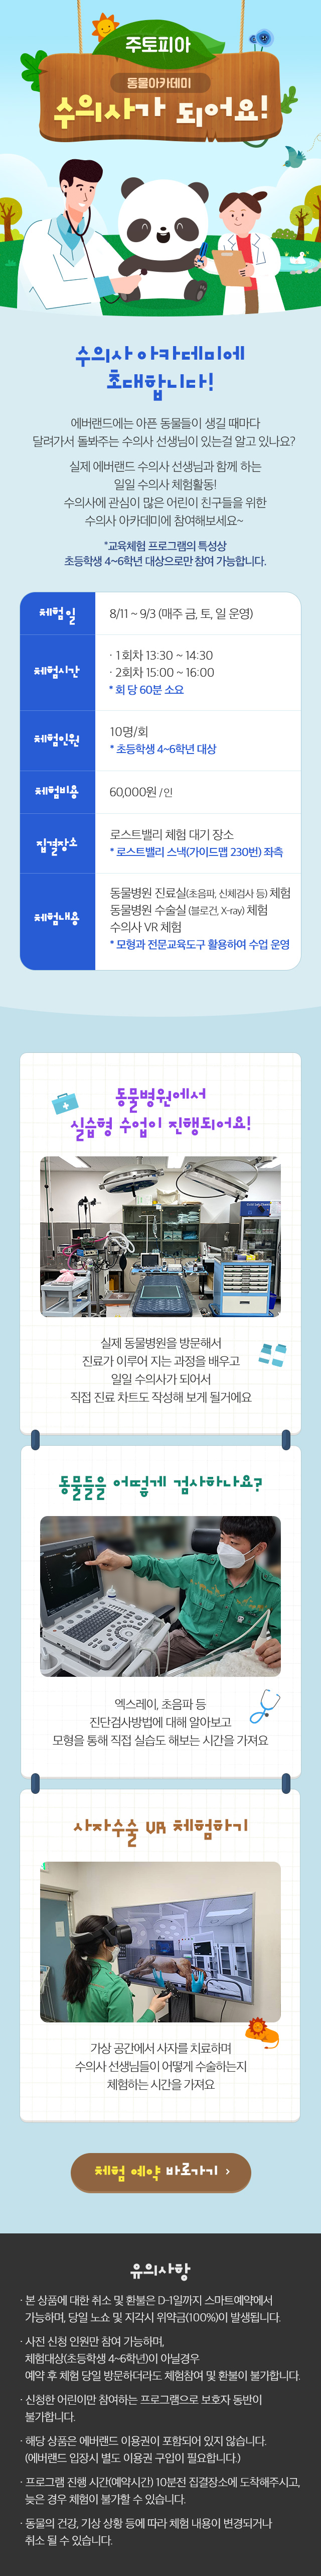 주토피아
동물아카데미
수의사가 되어요!
수의사 아카데미에
초대합니다!
에버랜드에는 아픈 동물들이 생길 때마다
달려가서 돌봐주는 수의사 선생님이 있는걸 알고 있나요?
실제 에버랜드 수의사 선생님과 함께 하는
일일 수의사 체험활동!
수의사에 관심이 많은 어린이 친구들을 위한
수의사 아카데미에 참여해보세요~
*교육체험 프로그램의 특성상
초등학생 4~6학년 대상으로만 참여 가능합니다.
체험일
8/11 ~ 9/3 (매주 금, 토, 일 운영)
체험시간
· 1회차 13:30 ~ 14:30
· 2회차 15:00 ~ 16:00
* 회 당 60분 소요
체험인원
10명/회
* 초등학생 4~6학년 대상
체험비용
60,000원 /인
집결장소
로스트밸리 체험 대기 장소
* 로스트밸리 스낵(가이드맵 230번) 좌측
체험내용
동물병원 진료실(초음파, 신체검사 등) 체험
동물병원 수술실 (블로건, X-ray) 체험
수의사 VR 체험
* 모형과 전문교육도구 활용하여 수업 운영
동물병원에서
실습형 수업이 진행되어요!
실제 동물병원을 방문해서
진료가 이루어 지는 과정을 배우고
일일 수의사가 되어서
직접 진료 차트도 작성해 보게 될거에요
동물들을 어떻게 검사하나요?
엑스레이, 초음파 등
진단검사방법에 대해 알아보고
모형을 통해 직접 실습도 해보는 시간을 가져요
사자수술 VR 체험하기
가상 공간에서 사자를 치료하며
수의사 선생님들이 어떻게 수술하는지
체험하는 시간을 가져요
체험 예약 바로가기 >
유의사항
· 본 상품에 대한 취소 및 환불은 D-1일까지 스마트예약에서
가능하며, 당일 노쇼 및 지각시 위약금(100%)이 발생됩니다.
· 사전 신청 인원만 참여 가능하며,
체험대상(초등학생 4~6학년)이 아닐경우
예약 후 체험 당일 방문하더라도 체험참여 및 환불이 불가합니다.
· 신청한 어린이만 참여하는 프로그램으로 보호자 동반이
불가합니다.
· 해당 상품은 에버랜드 이용권이 포함되어 있지 않습니다.
(에버랜드 입장시 별도 이용권 구입이 필요합니다.)
· 프로그램 진행 시간(예약시간) 10분전 집결장소에 도착해주시고,
늦은 경우 체험이 불가할 수 있습니다.
· 동물의 건강, 기상 상황 등에 따라 체험 내용이 변경되거나
취소 될 수 있습니다.